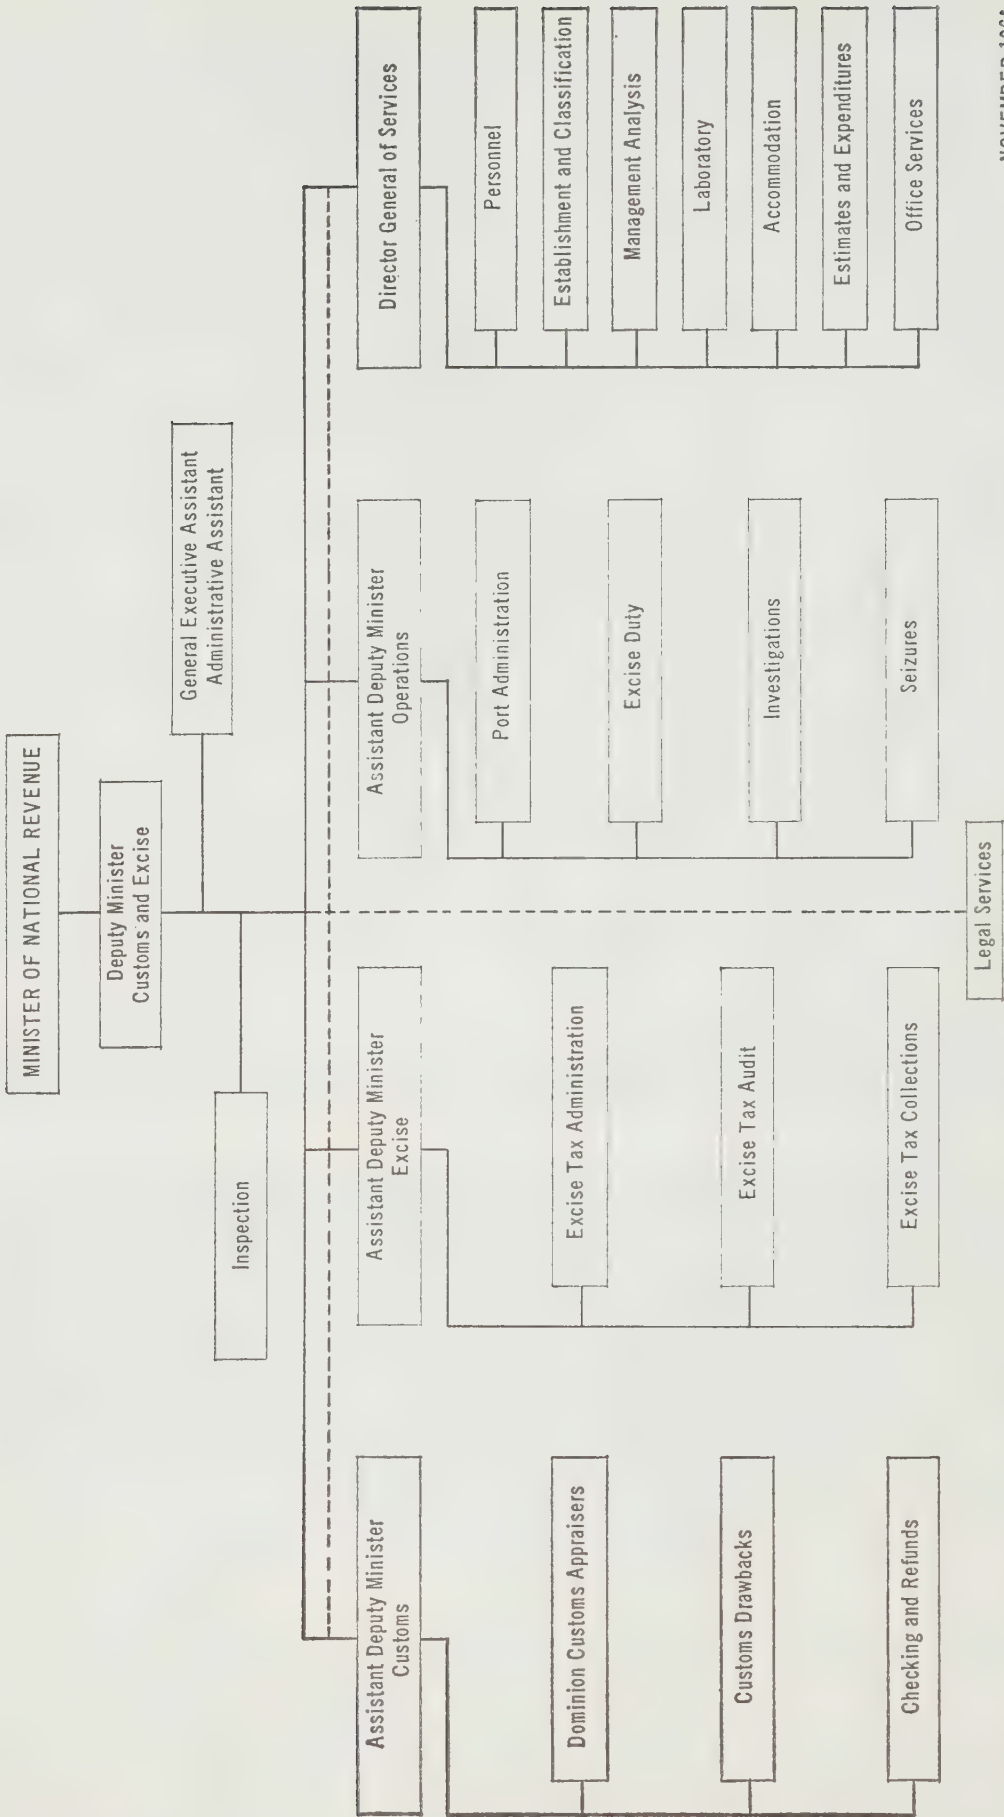 MINISTER OF NATIONAL REVENUE
Deputy Minister
Customs and Excise
General Executive Assistant
Administrative Assistant
Inspection
Assistant Deputy Minister
Customs
Assistant Deputy Minister
Excise
Assistant Deputy Minister
Operations
Director General of Services
Dominion Customs Appraisers
Customs Drawbacks
Checking and Refunds
Excise Tax Administration
Excise Tax Audit
Excise Tax Collections
Port Administration
Excise Duty
Investigations
Seizures
Personnel
Establishment and Classification
Management Analysis
Laboratory
Accommodation
Estimates and Expenditures
Office Services
Legal Services
NOVEMBER